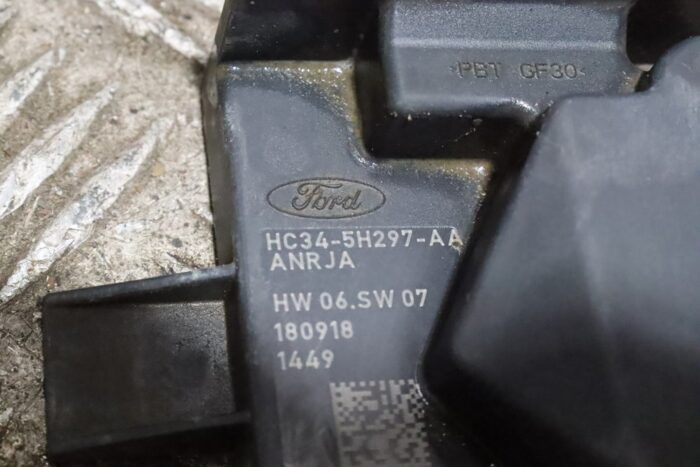 >PBT GF30<
Ford
HC34-5H297-AA
ANRJA
HW 06.SW 07
180918
1449